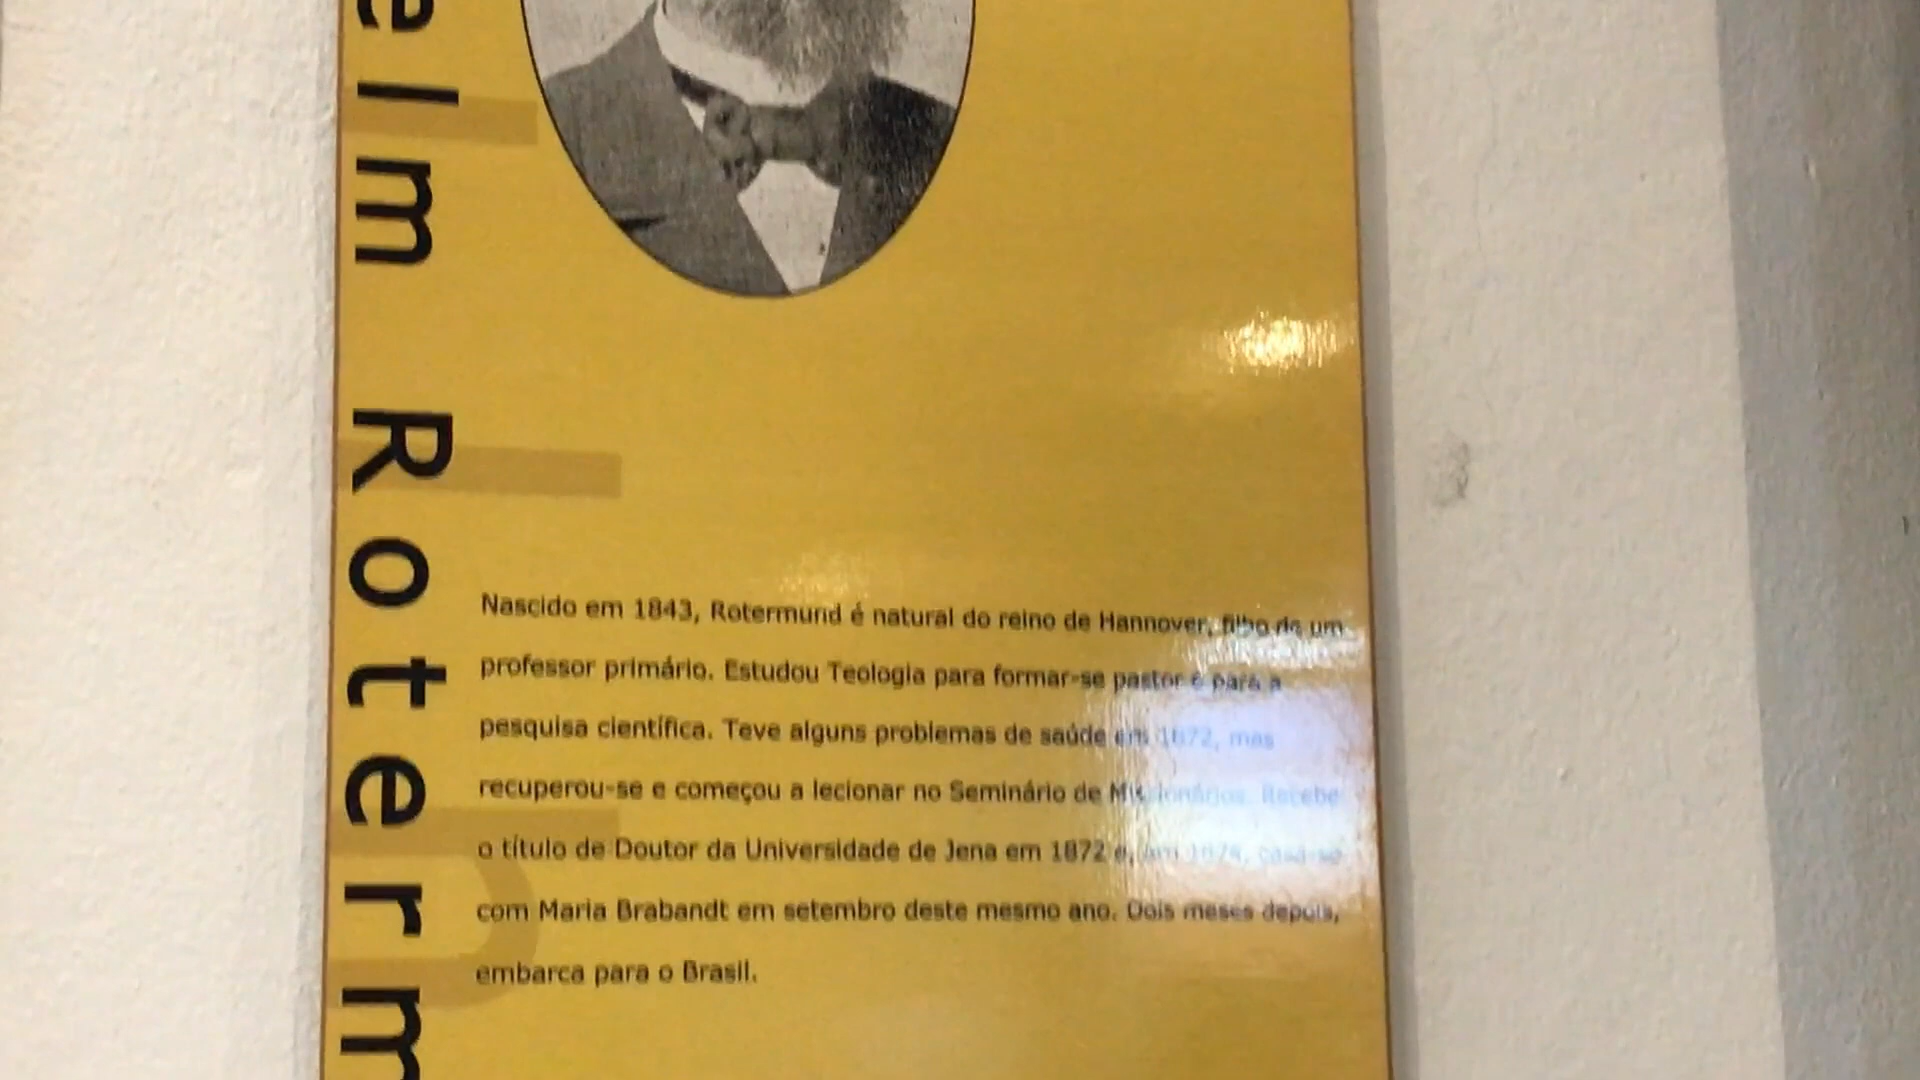 elm Roterm
Nascido em 1843, Rotermund é natural do reino de Hannover, filho de um
professor primário. Estudou Teologia para formar-se pastor e para a
pesquisa científica. Teve alguns problemas de saúde em 1872, mas
recuperou-se e começou a lecionar no Seminário de Missionários. Recebe
o título de Doutor da Universidade de Jena em 1872 e, em 1874, casa-se
com Maria Brabandt em setembro deste mesmo ano. Dois meses depois,
embarca para o Brasil.